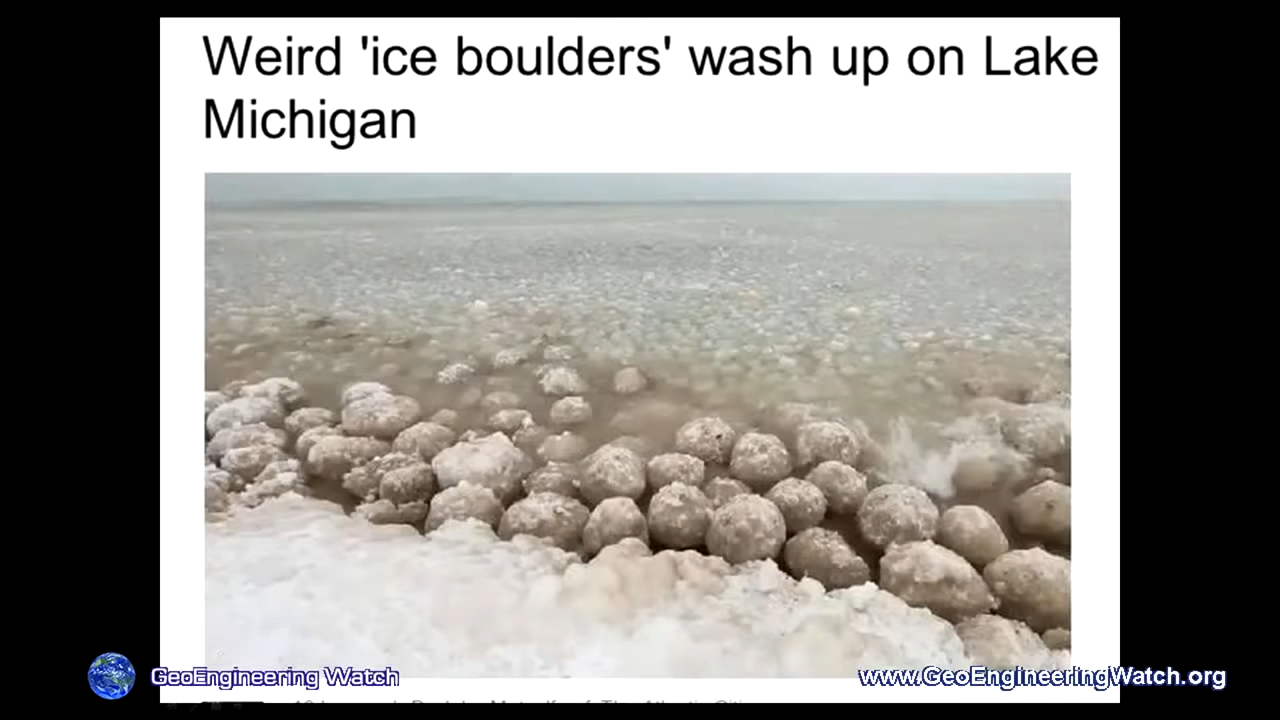 Weird 'ice boulders' wash up on Lake
Michigan
GeoEngineering Watch
www.GeoEngineeringWatch.org